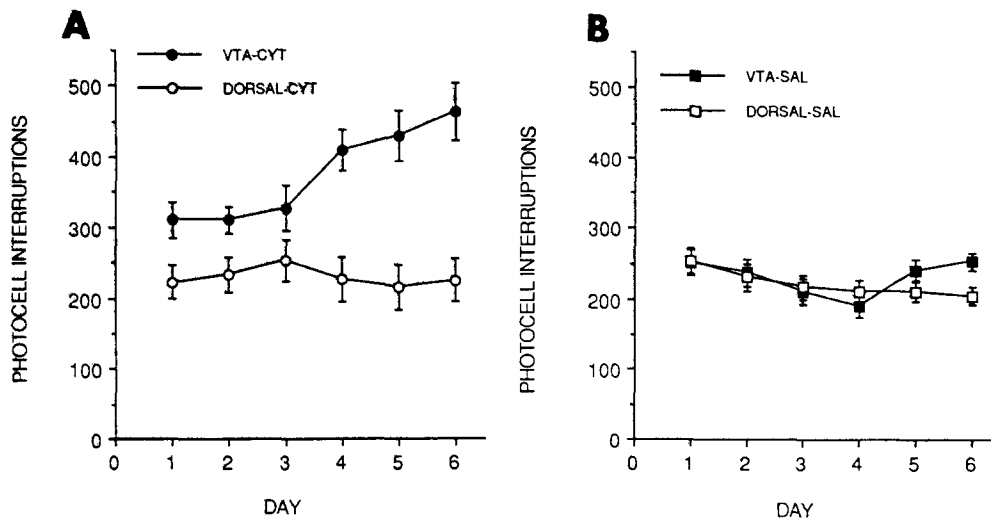 A
VTA-CYT
DORSAL-CYT
PHOTOCELL INTERRUPTIONS
500
400
300
200
100
0
0 1 2 3 4 5 6
DAY
B
VTA-SAL
DORSAL-SAL
PHOTOCELL INTERRUPTIONS
500
400
300
200
100
0
0 1 2 3 4 5 6
DAY